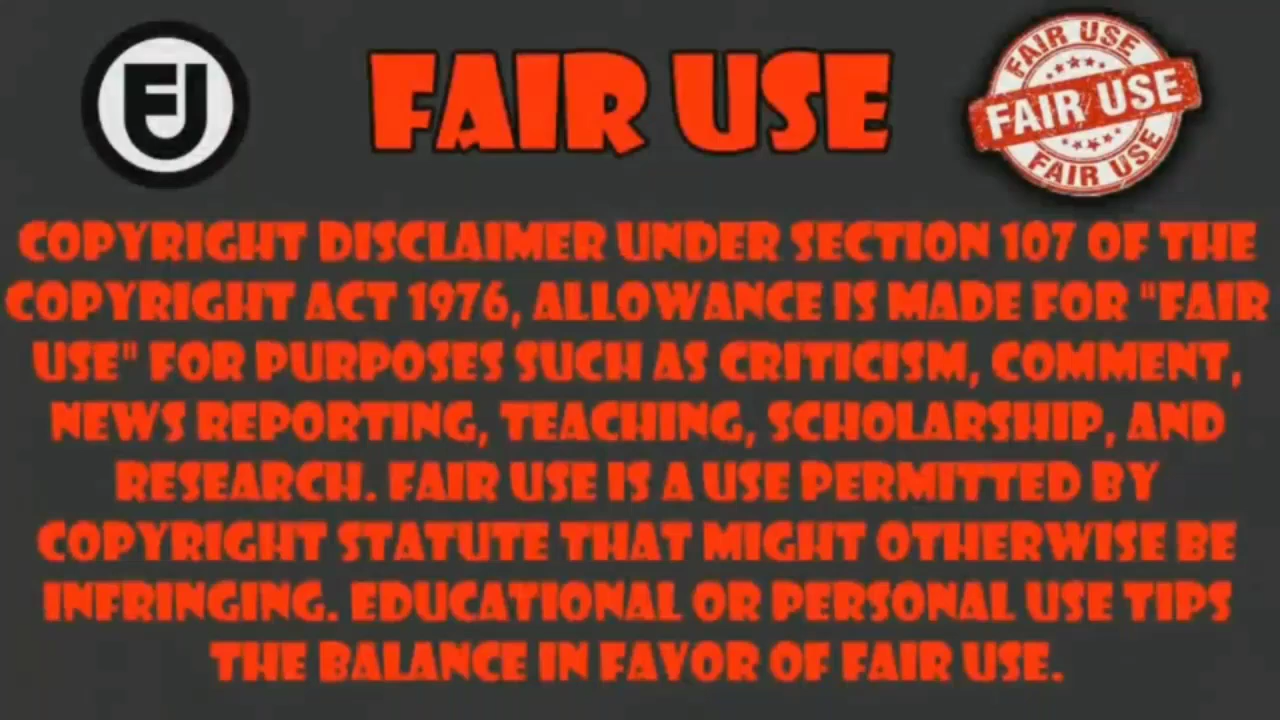 FAIR USE
FAIR USE
FAIR USE
FAIR USE
COPYRIGHT DISCLAIMER UNDER SECTION 107 OF THE
COPYRIGHT ACT 1976, ALLOWANCE IS MADE FOR "FAIR
USE" FOR PURPOSES SUCH AS CRITICISM, COMMENT,
NEWS REPORTING, TEACHING, SCHOLARSHIP, AND
RESEARCH. FAIR USE IS A USE PERMITTED BY
COPYRIGHT STATUTE THAT MIGHT OTHERWISE BE
INFRINGING. EDUCATIONAL OR PERSONAL USE TIPS
THE BALANCE IN FAVOR OF FAIR USE.